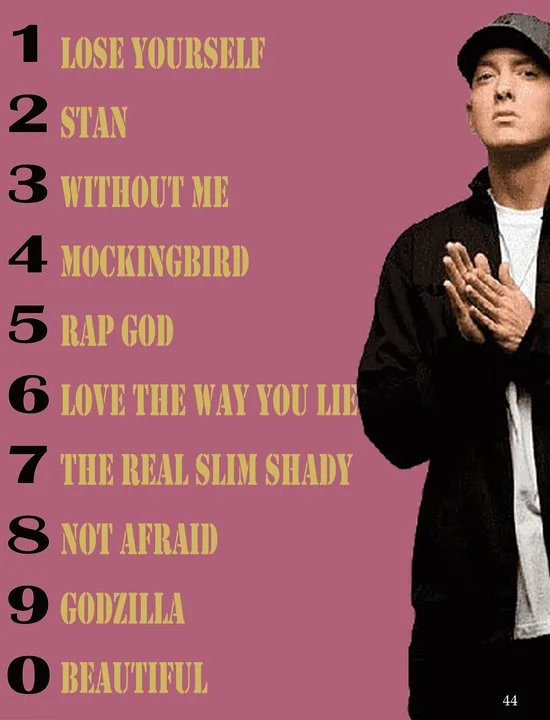 1 LOSE YOURSELF
2 STAN
3 WITHOUT ME
4 MOCKINGBIRD
5 RAP GOD
6 LOVE THE WAY YOU LIE
7 THE REAL SLIM SHADY
8 NOT AFRAID
9 GODZILLA
0 BEAUTIFUL
44